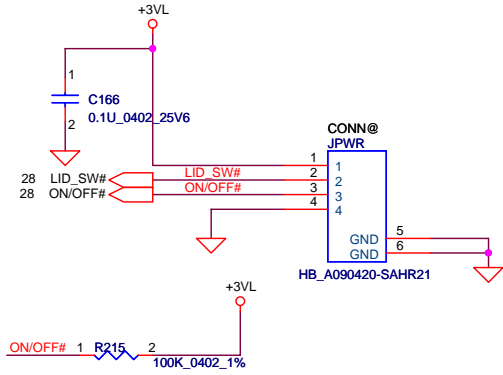 +3VL
1
C166
0.1U_0402_25V6
2
CONN@
JPWR
28 LID_SW# LID_SW# 1 1
28 ON/OFF# ON/OFF# 2 2
3 3
4 4
GND 5
GND 6
HB_A090420-SAHR21
+3VL
ON/OFF# 1 R215 2
100K_0402_1%